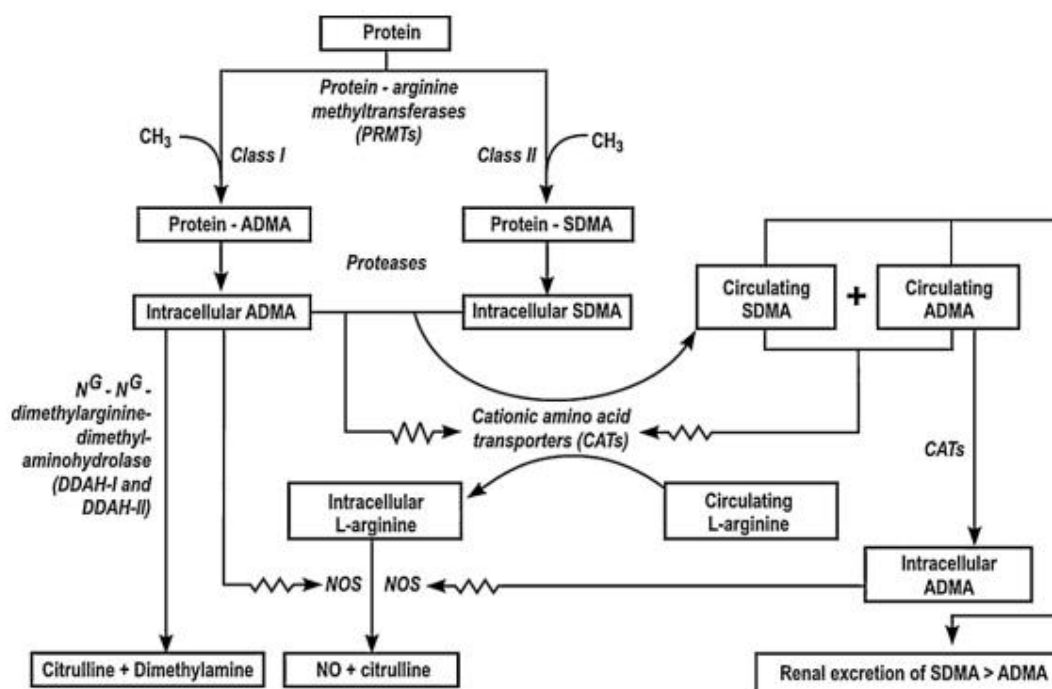 Protein
Protein - arginine
methyltransferases
(PRMTs)
CH3
Class I
Class II
CH3
Protein - ADMA
Protein - SDMA
Proteases
Intracellular ADMA
Intracellular SDMA
Circulating
SDMA
+
Circulating
ADMA
NG - NG -
dimethylarginine-
dimethyl-
aminohydrolase
(DDAH-I and
DDAH-II)
Cationic amino acid
transporters (CATs)
CATs
Intracellular
L-arginine
Circulating
L-arginine
NOS
NOS
Intracellular
ADMA
Citrulline + Dimethylamine
NO + citrulline
Renal excretion of SDMA > ADMA